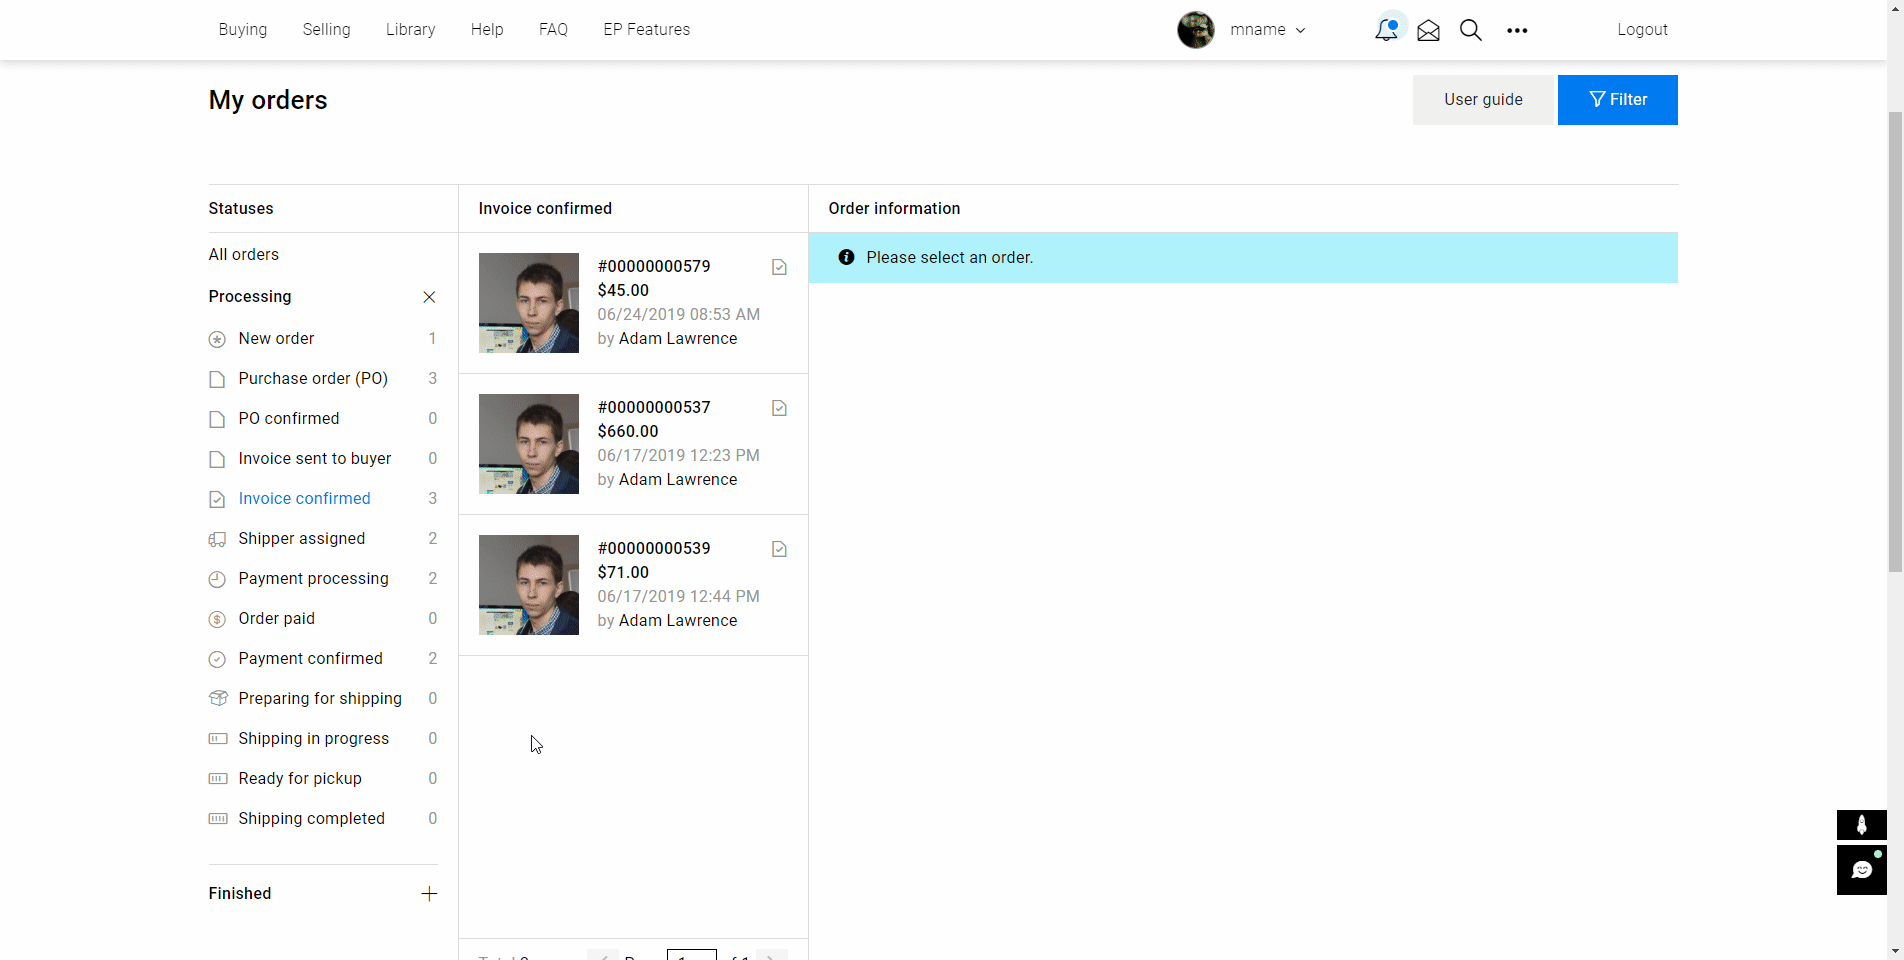 Buying Selling Library Help FAQ EP Features mname Logout
My orders
User guide Filter
Statuses
All orders
Processing
New order 1
Purchase order (PO) 3
PO confirmed 0
Invoice sent to buyer 0
Invoice confirmed 3
Shipper assigned 2
Payment processing 2
Order paid 0
Payment confirmed 2
Preparing for shipping 0
Shipping in progress 0
Ready for pickup 0
Shipping completed 0
Finished
Invoice confirmed
#00000000579
$45.00
06/24/2019 08:53 AM
by Adam Lawrence
#00000000537
$660.00
06/17/2019 12:23 PM
by Adam Lawrence
#00000000539
$71.00
06/17/2019 12:44 PM
by Adam Lawrence
Order information
Please select an order.